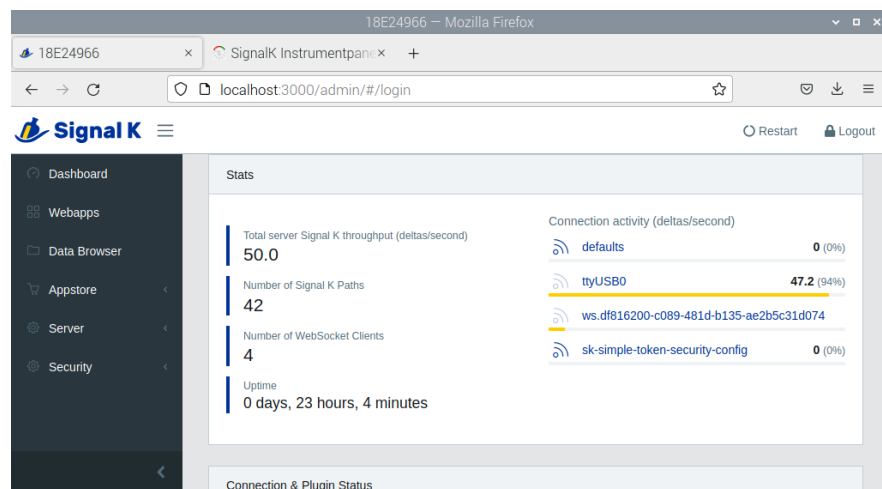 18E24966 — Mozilla Firefox
18E24966
SignalK Instrumentpane
localhost:3000/admin/#/login
Signal K
Restart
Logout
Dashboard
Webapps
Data Browser
Appstore
Server
Security
Stats
Total server Signal K throughput (deltas/second)
50.0
Number of Signal K Paths
42
Number of WebSocket Clients
4
Uptime
0 days, 23 hours, 4 minutes
Connection activity (deltas/second)
defaults 0 (0%)
ttyUSB0 47.2 (94%)
ws.df816200-c089-481d-b135-ae2b5c31d074
sk-simple-token-security-config 0 (0%)
Connection & Plugin Status